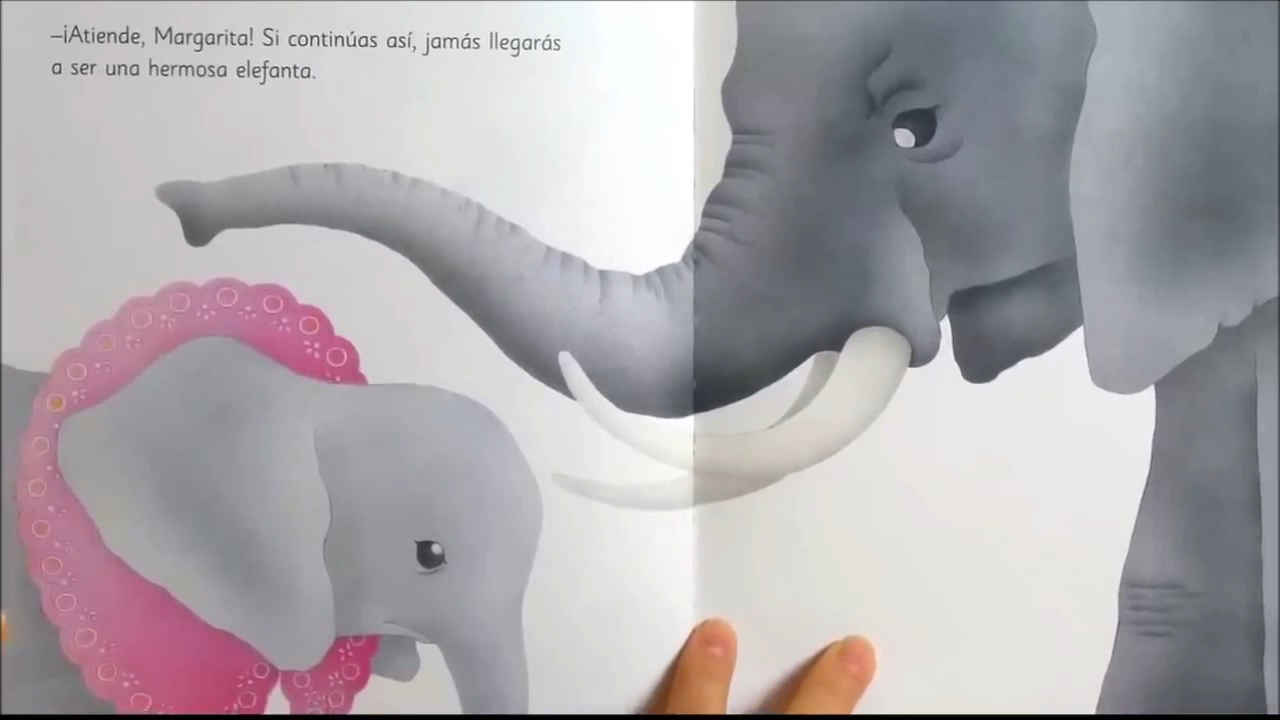 –¡Atiende, Margarita! Si continúas así, jamás llegarás
a ser una hermosa elefanta.